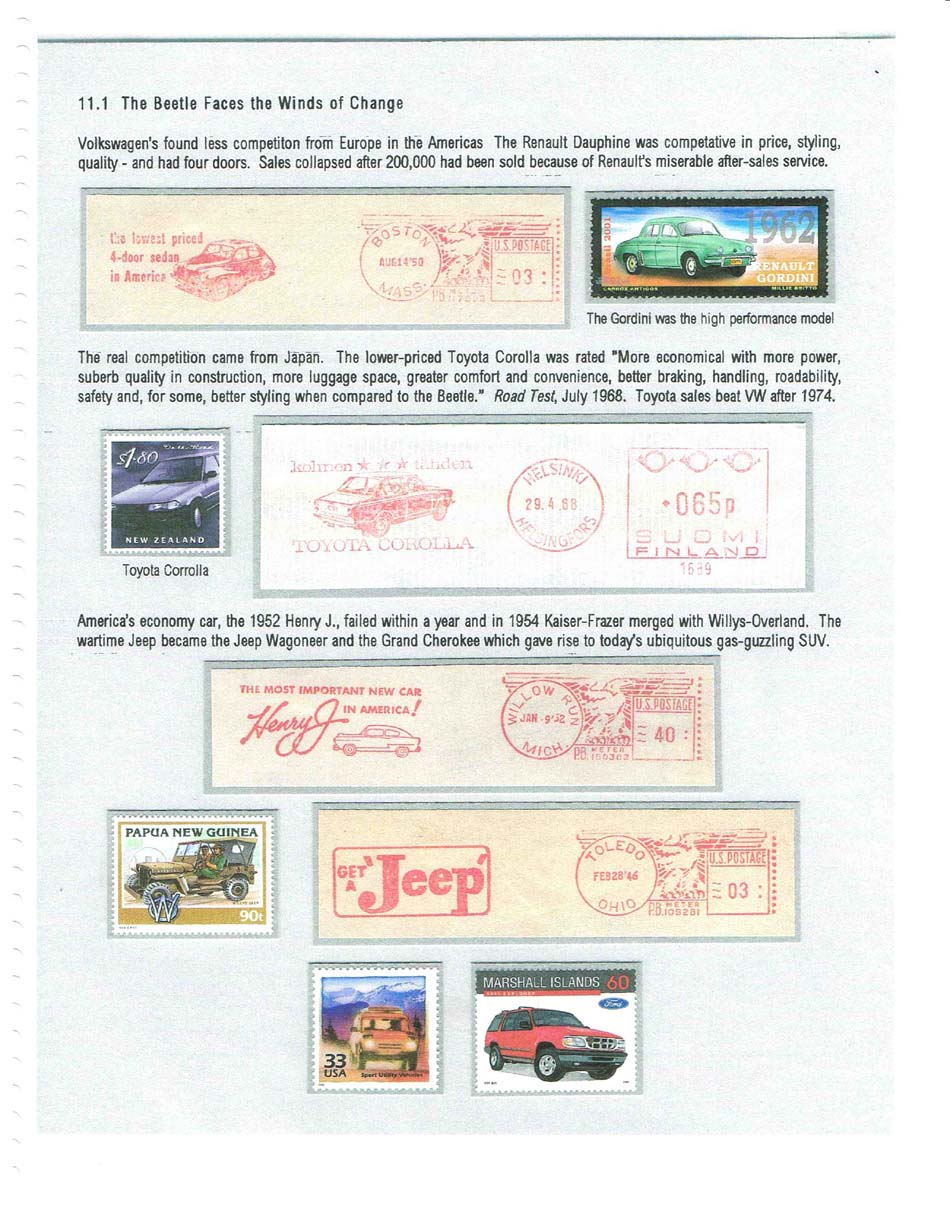 11.1 The Beetle Faces the Winds of Change
Volkswagen's found less competiton from Europe in the Americas The Renault Dauphine was competative in price, styling,
quality - and had four doors. Sales collapsed after 200,000 had been sold because of Renault's miserable after-sales service.
the lowest priced
4-door sedan
in America
BOSTON
AUG14'50
MASS.
U.S. POSTAGE
03
P.B.
2001
1962
RENAULT
GORDINI
CARROS ANTIGOS
MILLIE BRITTO
The Gordini was the high performance model
The real competition came from Japan. The lower-priced Toyota Corolla was rated "More economical with more power,
suberb quality in construction, more luggage space, greater comfort and convenience, better braking, handling, roadability,
safety and, for some, better styling when compared to the Beetle." Road Test, July 1968. Toyota sales beat VW after 1974.
$1.80
On the Road
NEW ZEALAND
Toyota Corrolla
kolmen ★ ★ ★ tähden
TOYOTA COROLLA
HELSINKI
29.4.68
HELSINGFORS
065p
SUOMI
FINLAND
1689
America's economy car, the 1952 Henry J., failed within a year and in 1954 Kaiser-Frazer merged with Willys-Overland. The
wartime Jeep became the Jeep Wagoneer and the Grand Cherokee which gave rise to today's ubiquitous gas-guzzling SUV.
THE MOST IMPORTANT NEW CAR
Henry J IN AMERICA!
WILLOW RUN
JAN -9'52
MICH.
U.S. POSTAGE
40
P.B. METER
PAPUA NEW GUINEA
90t
GET A 'Jeep'
TOLEDO
FEB28'46
OHIO
U.S. POSTAGE
03
P.B. METER
109281
33
USA
Sport Utility Vehicles
MARSHALL ISLANDS 60
Ford